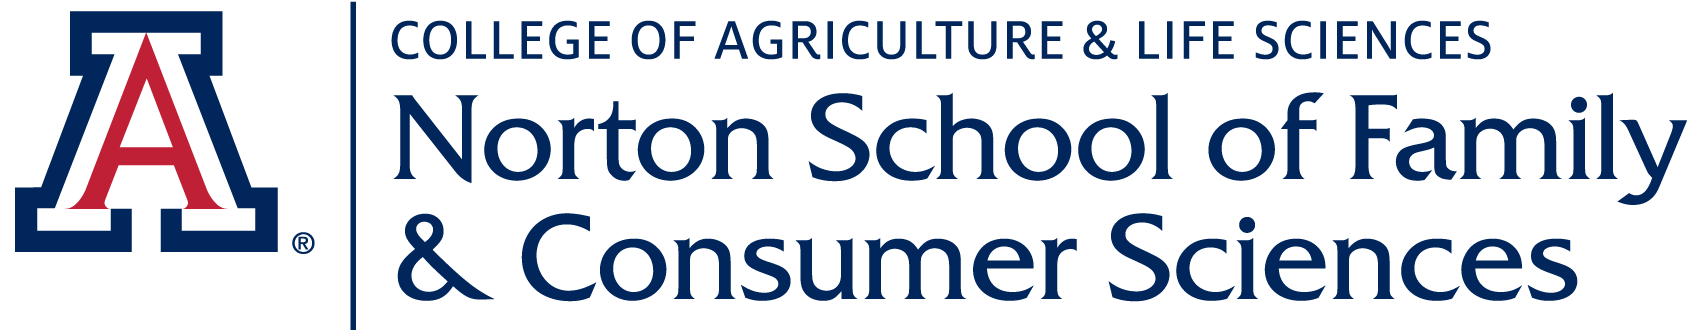 A ®
COLLEGE OF AGRICULTURE & LIFE SCIENCES
Norton School of Family
& Consumer Sciences